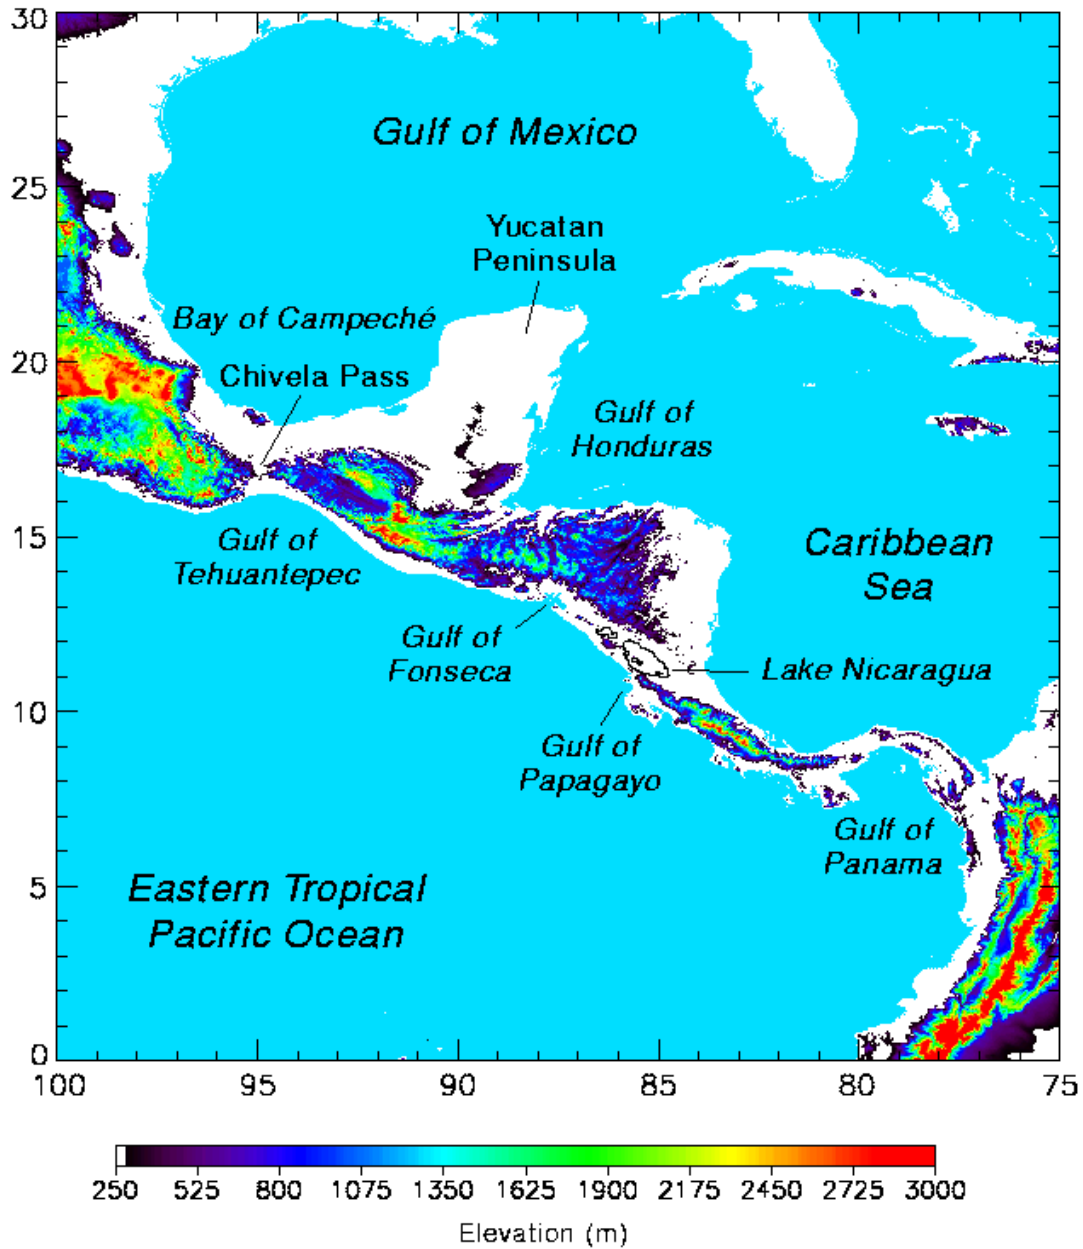 30
Gulf of Mexico
25
Yucatan
Peninsula
Bay of Campeché
20
Chivela Pass
Gulf of
Honduras
15
Gulf of
Tehuantepec
Caribbean
Sea
Gulf of
Fonseca
Lake Nicaragua
10
Gulf of
Papagayo
Gulf of
Panama
5
Eastern Tropical
Pacific Ocean
0
100 95 90 85 80 75
250 525 800 1075 1350 1625 1900 2175 2450 2725 3000
Elevation (m)